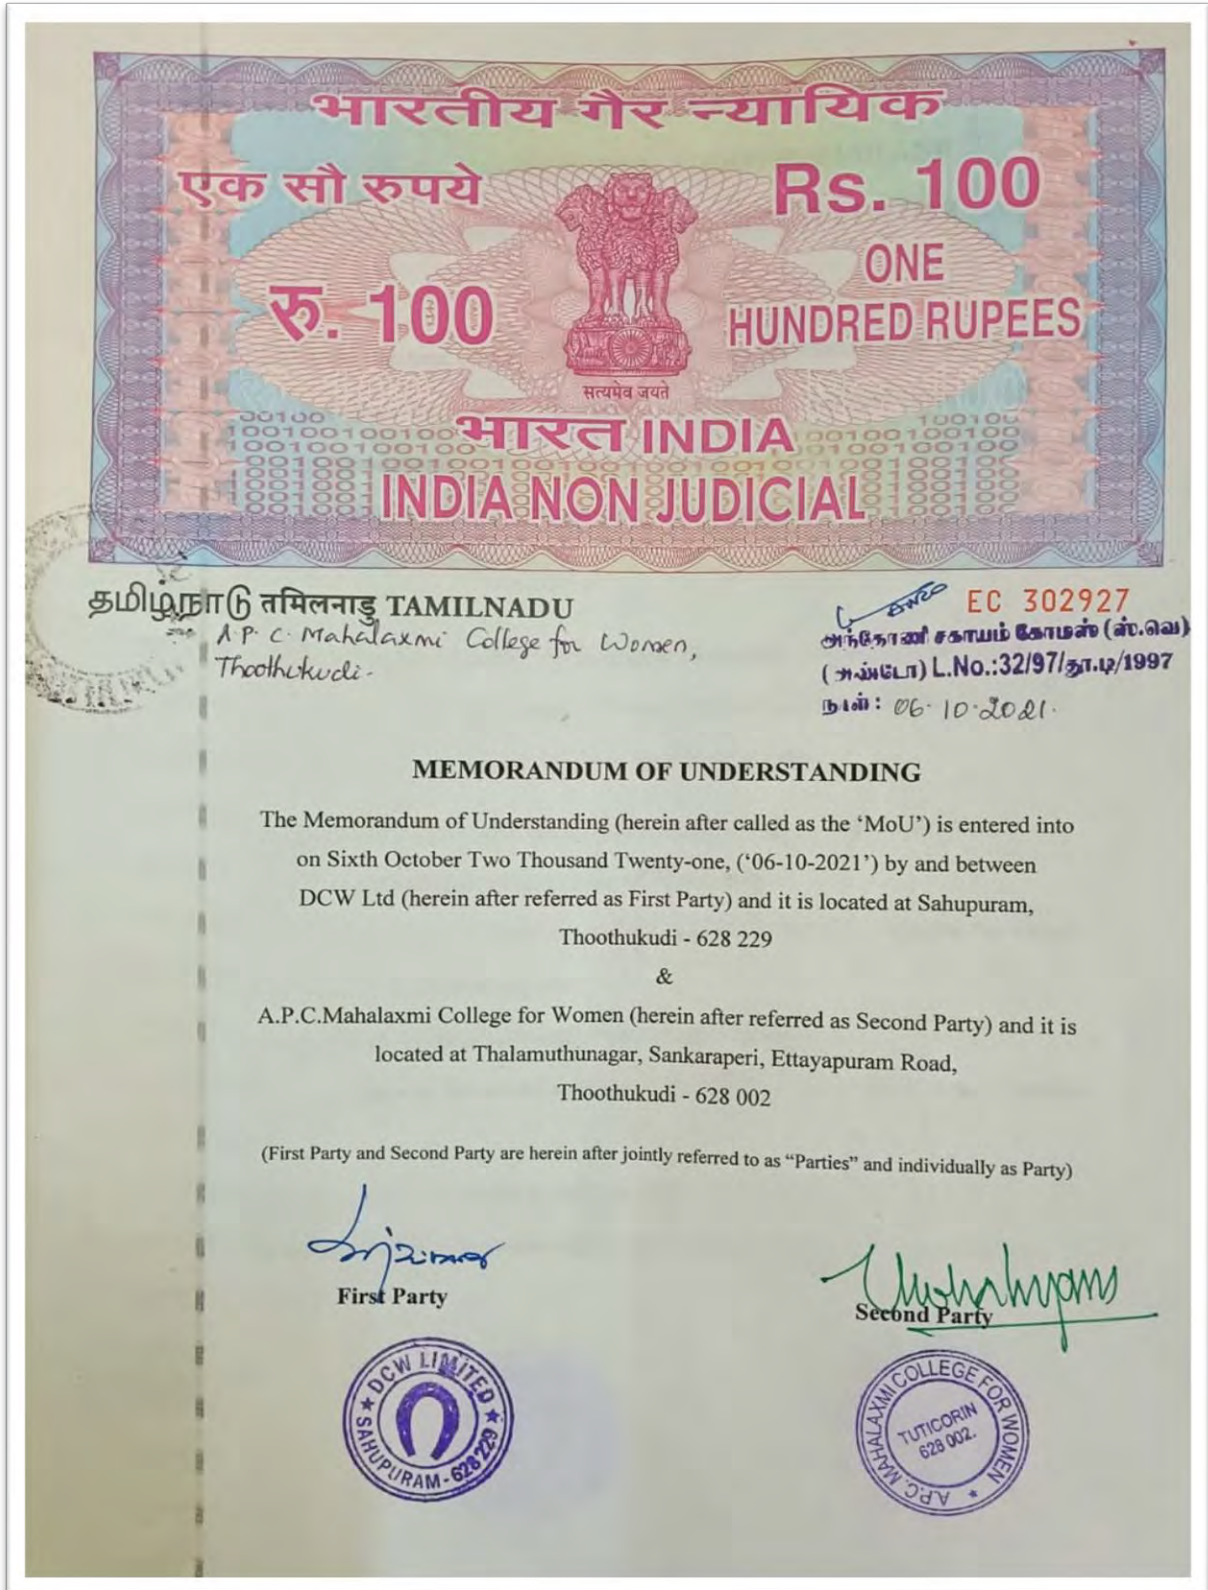 भारतीय गैर न्यायिक
एक सौ रुपये
Rs. 100
रु. 100
ONE
HUNDRED RUPEES
सत्यमेव जयते
भारत INDIA
INDIA NON JUDICIAL
தமிழ்நாடு तमिलनाडु TAMILNADU
A.P.C. Mahalaxmi College for Women,
Thoothukudi.
EC 302927
அந்தோணி சகாயம் கோமஸ் (ஸ்.வெ)
L.No.:32/97/தூ.டி/1997
நாள்: 06.10.2021.
MEMORANDUM OF UNDERSTANDING
The Memorandum of Understanding (herein after called as the ‘MoU’) is entered into
on Sixth October Two Thousand Twenty-one, (‘06-10-2021’) by and between
DCW Ltd (herein after referred as First Party) and it is located at Sahupuram,
Thoothukudi - 628 229
&
A.P.C.Mahalaxmi College for Women (herein after referred as Second Party) and it is
located at Thalamuthunagar, Sankaraperi, Ettayapuram Road,
Thoothukudi - 628 002
(First Party and Second Party are herein after jointly referred to as “Parties” and individually as Party)
First Party
Second Party
DCW LIMITED
SAHUPURAM - 628 229
A.P.C. MAHALAXMI COLLEGE FOR WOMEN
TUTICORIN
628 002.